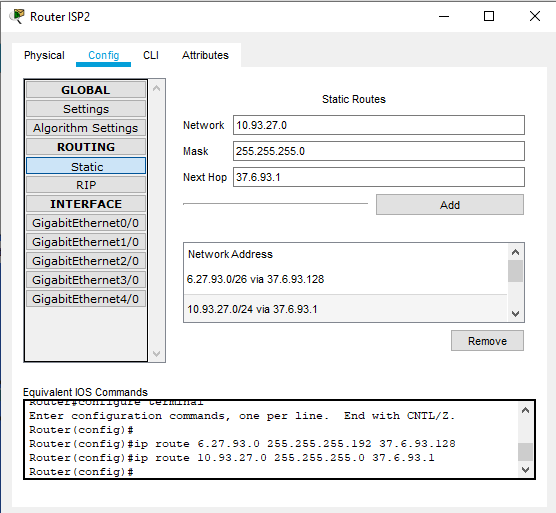 Router ISP2
Physical Config CLI Attributes
GLOBAL
Settings
Algorithm Settings
ROUTING
Static
RIP
INTERFACE
GigabitEthernet0/0
GigabitEthernet1/0
GigabitEthernet2/0
GigabitEthernet3/0
GigabitEthernet4/0
Static Routes
Network 10.93.27.0
Mask 255.255.255.0
Next Hop 37.6.93.1
Add
Network Address
6.27.93.0/26 via 37.6.93.128
10.93.27.0/24 via 37.6.93.1
Remove
Equivalent IOS Commands
Router#configure terminal
Enter configuration commands, one per line. End with CNTL/Z.
Router(config)#
Router(config)#ip route 6.27.93.0 255.255.255.192 37.6.93.128
Router(config)#ip route 10.93.27.0 255.255.255.0 37.6.93.1
Router(config)#